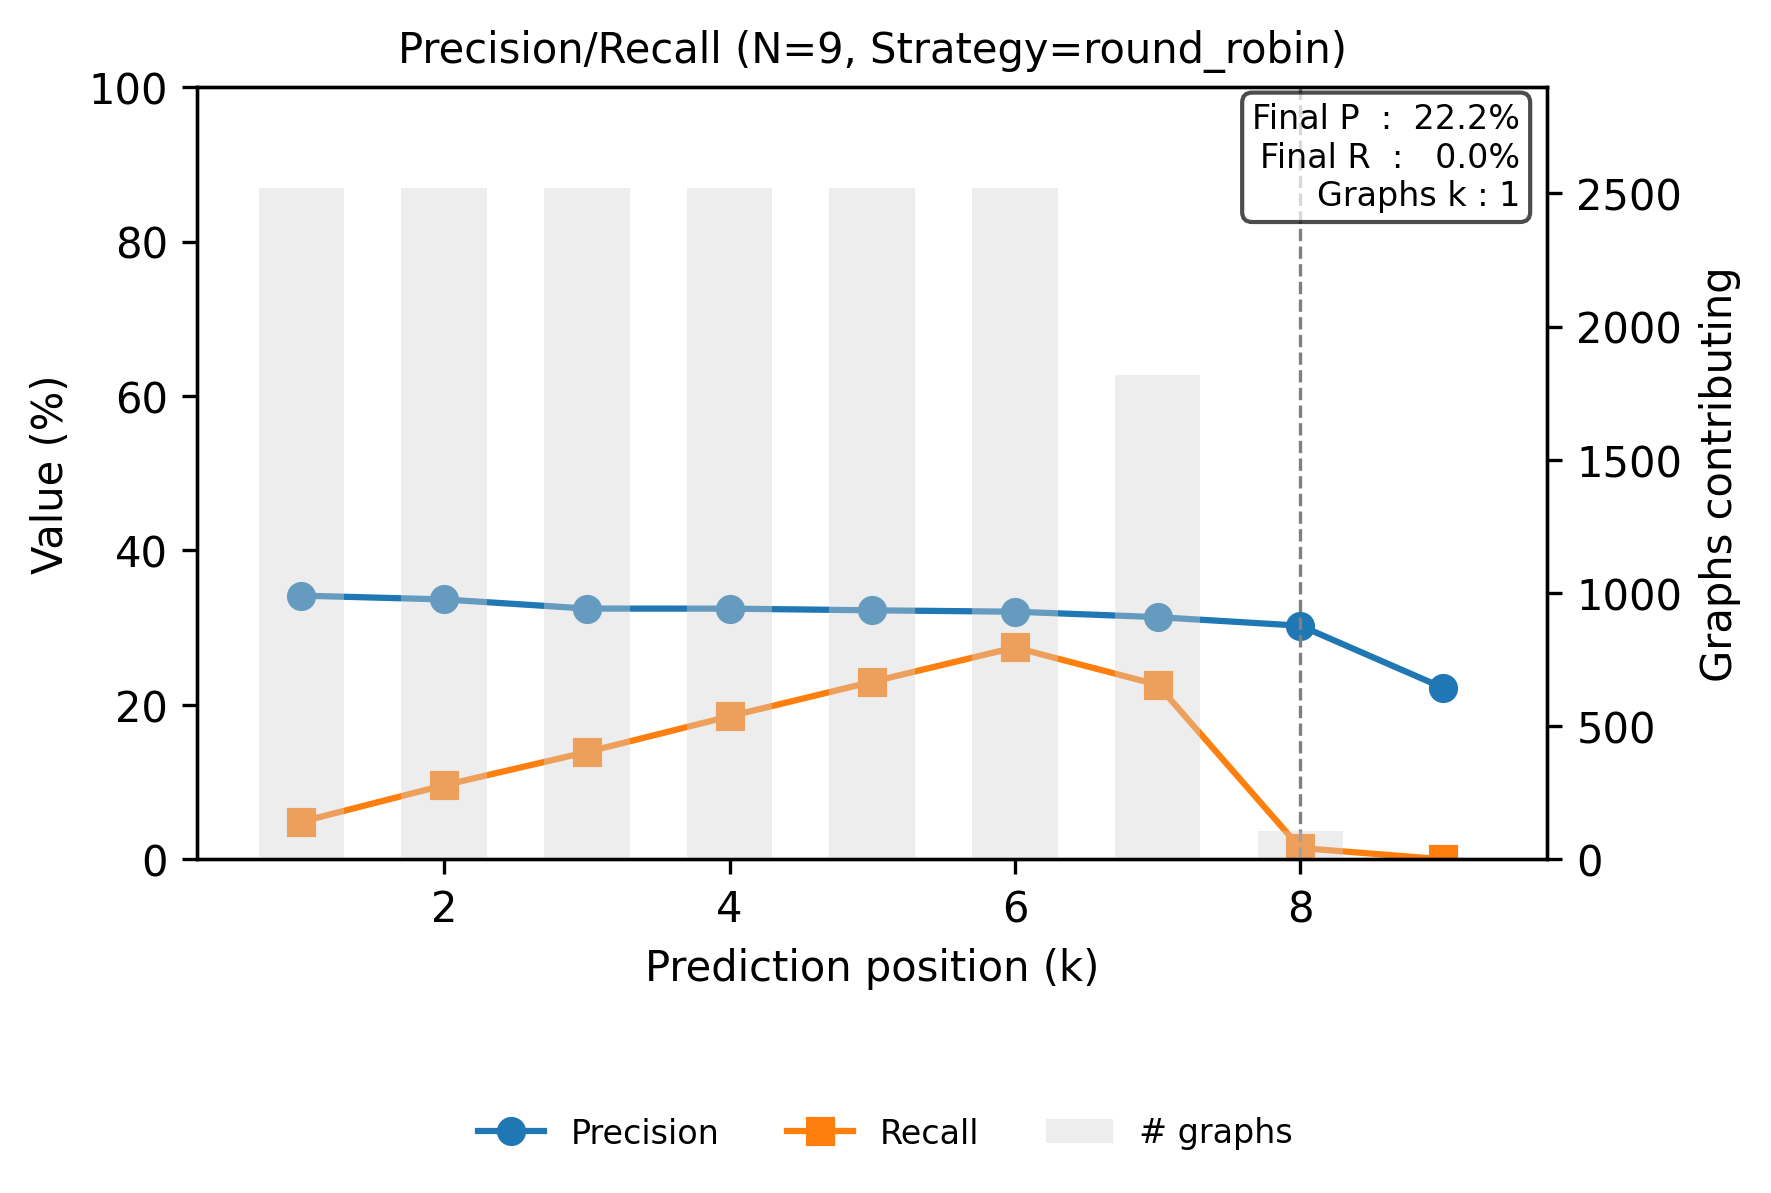 Precision/Recall (N=9, Strategy=round_robin)
Final P : 22.2%
Final R : 0.0%
Graphs k : 1
100
80
60
40
20
0
Value (%)
2500
2000
1500
1000
500
0
Graphs contributing
2 4 6 8
Prediction position (k)
Precision Recall # graphs